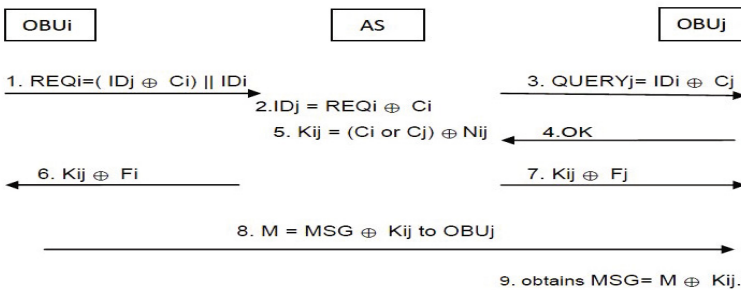 OBUi
AS
OBUj
1. REQi=( IDj ⊕ Ci) || IDi
3. QUERYj= IDi ⊕ Cj
2.IDj = REQi ⊕ Ci
5. Kij = (Ci or Cj) ⊕ Nij
4.OK
6. Kij ⊕ Fi
7. Kij ⊕ Fj
8. M = MSG ⊕ Kij to OBUj
9. obtains MSG= M ⊕ Kij.